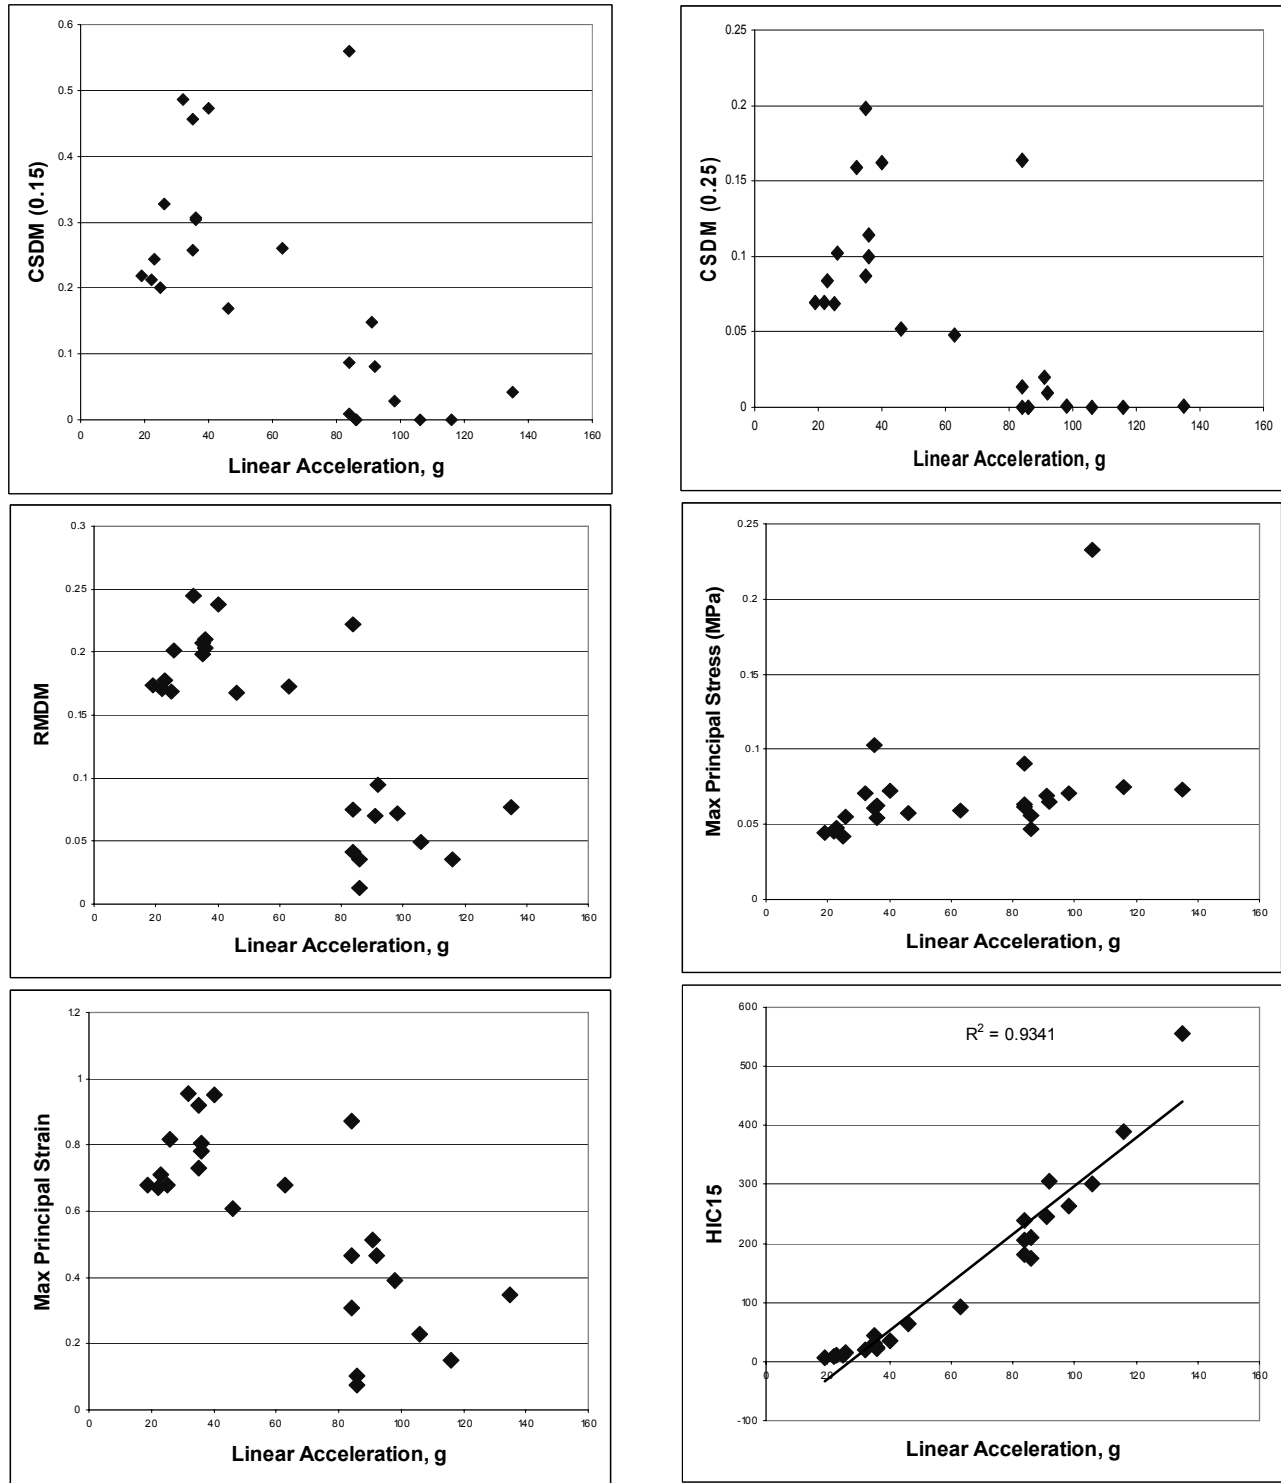 0.6
0.5
0.4
0.3
0.2
0.1
0
CSDM (0.15)
0 20 40 60 80 100 120 140 160
Linear Acceleration, g
0.25
0.2
0.15
0.1
0.05
0
CSDM (0.25)
0 20 40 60 80 100 120 140 160
Linear Acceleration, g
0.3
0.25
0.2
0.15
0.1
0.05
0
RMDM
0 20 40 60 80 100 120 140 160
Linear Acceleration, g
0.25
0.2
0.15
0.1
0.05
0
Max Principal Stress (MPa)
0 20 40 60 80 100 120 140 160
Linear Acceleration, g
1.2
1
0.8
0.6
0.4
0.2
0
Max Principal Strain
0 20 40 60 80 100 120 140 160
Linear Acceleration, g
600
500
400
300
200
100
0
-100
HIC15
R² = 0.9341
0 20 40 60 80 100 120 140 160
Linear Acceleration, g